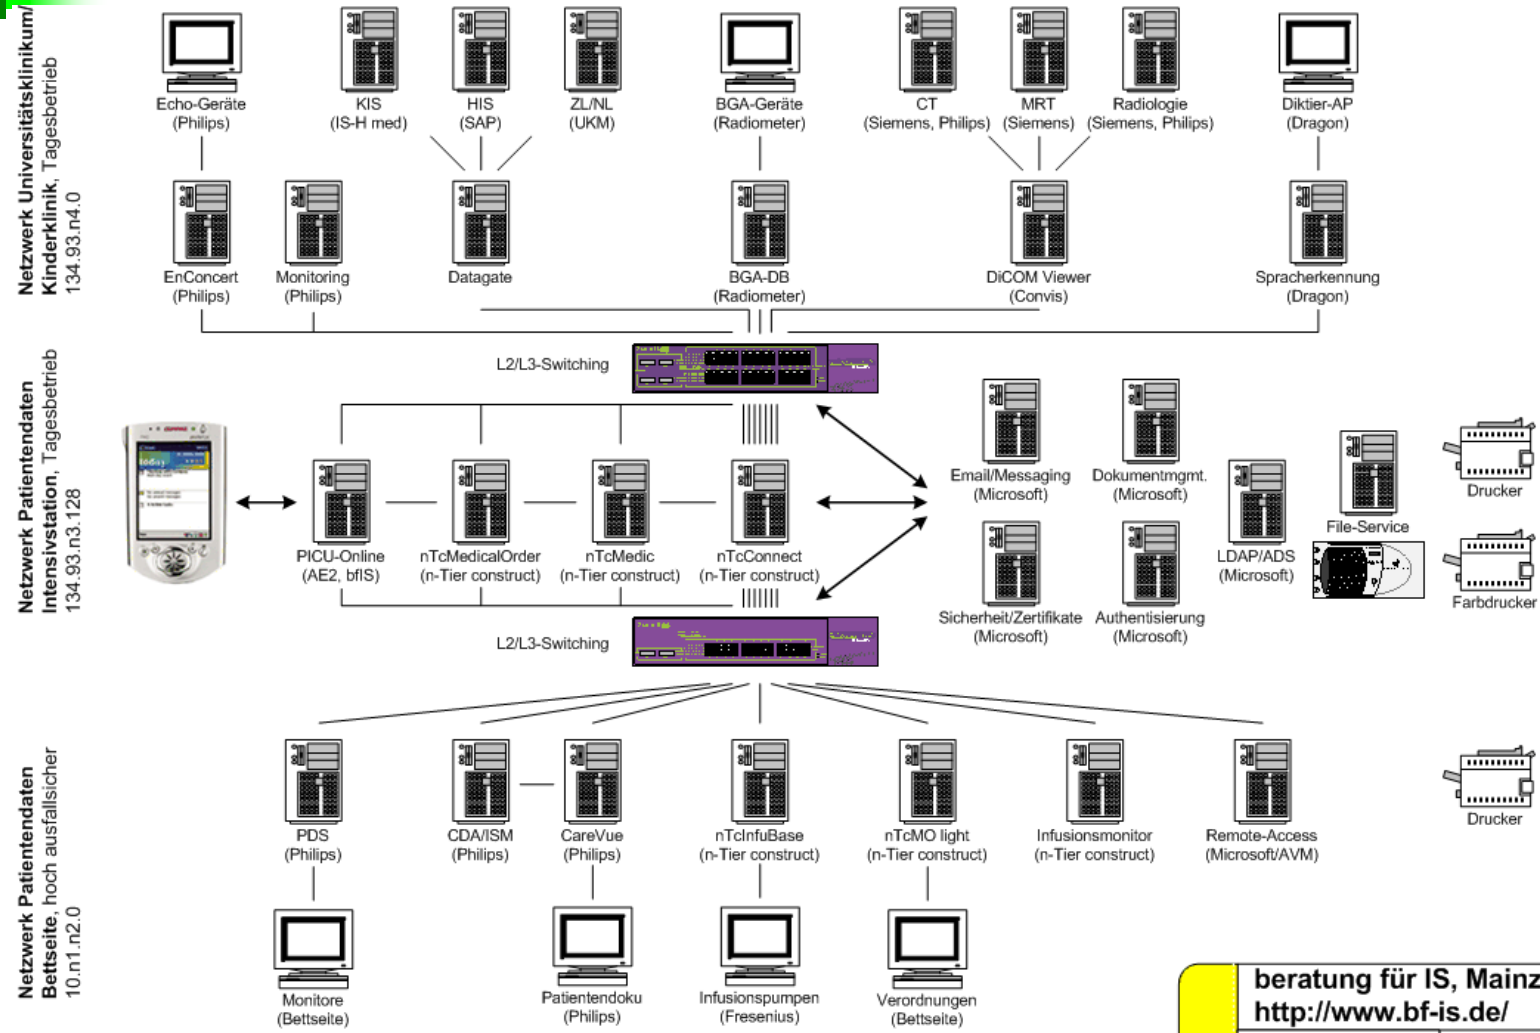 Netzwerk Universitätsklinikum/
Kinderklinik, Tagesbetrieb
134.93.n4.0
Echo-Geräte
(Philips)
KIS
(IS-H med)
HIS
(SAP)
ZL/NL
(UKM)
BGA-Geräte
(Radiometer)
CT
(Siemens, Philips)
MRT
(Siemens)
Radiologie
(Siemens, Philips)
Diktier-AP
(Dragon)
EnConcert
(Philips)
Monitoring
(Philips)
Datagate
BGA-DB
(Radiometer)
DiCOM Viewer
(Convis)
Spracherkennung
(Dragon)
Netzwerk Patientendaten
Intensivstation, Tagesbetrieb
134.93.n3.128
L2/L3-Switching
PICU-Online
(AE2, bfIS)
nTcMedicalOrder
(n-Tier construct)
nTcMedic
(n-Tier construct)
nTcConnect
(n-Tier construct)
Email/Messaging
(Microsoft)
Dokumentmgmt.
(Microsoft)
Sicherheit/Zertifikate
(Microsoft)
Authentisierung
(Microsoft)
LDAP/ADS
(Microsoft)
File-Service
Drucker
Farbdrucker
L2/L3-Switching
Netzwerk Patientendaten
Bettseite, hoch ausfallsicher
10.n1.n2.0
PDS
(Philips)
CDA/ISM
(Philips)
CareVue
(Philips)
nTcInfuBase
(n-Tier construct)
nTcMO light
(n-Tier construct)
Infusionsmonitor
(n-Tier construct)
Remote-Access
(Microsoft/AVM)
Drucker
Monitore
(Bettseite)
Patientendoku
(Philips)
Infusionspumpen
(Fresenius)
Verordnungen
(Bettseite)
beratung für IS, Mainz
http://www.bf-is.de/